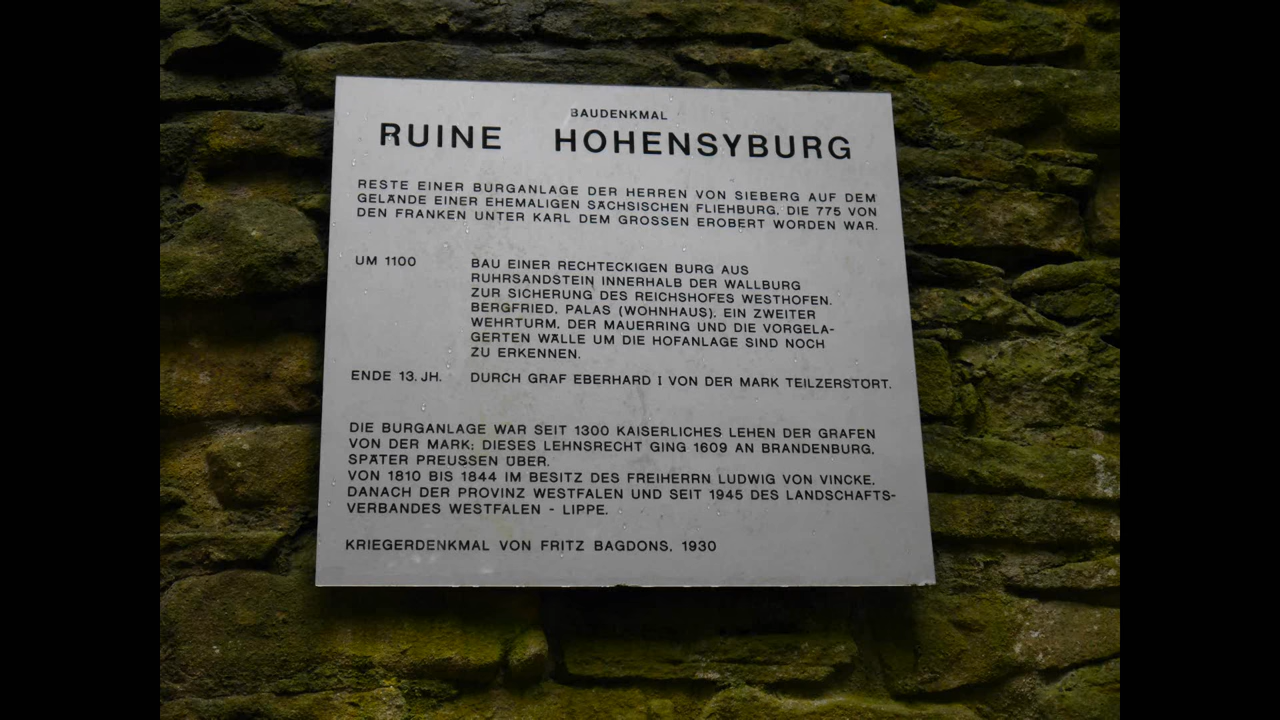 BAUDENKMAL
RUINE HOHENSYBURG
RESTE EINER BURGANLAGE DER HERREN VON SIEBERG AUF DEM
GELÄNDE EINER EHEMALIGEN SÄCHSISCHEN FLIEHBURG. DIE 775 VON
DEN FRANKEN UNTER KARL DEM GROSSEN EROBERT WORDEN WAR.
UM 1100 BAU EINER RECHTECKIGEN BURG AUS
RUHRSANDSTEIN INNERHALB DER WALLBURG
ZUR SICHERUNG DES REICHSHOFES WESTHOFEN.
BERGFRIED, PALAS (WOHNHAUS), EIN ZWEITER
WEHRTURM, DER MAUERRING UND DIE VORGELA-
GERTEN WÄLLE UM DIE HOFANLAGE SIND NOCH
ZU ERKENNEN.
ENDE 13. JH. DURCH GRAF EBERHARD I VON DER MARK TEILZERSTÖRT.
DIE BURGANLAGE WAR SEIT 1300 KAISERLICHES LEHEN DER GRAFEN
VON DER MARK; DIESES LEHNSRECHT GING 1609 AN BRANDENBURG,
SPÄTER PREUSSEN ÜBER.
VON 1810 BIS 1844 IM BESITZ DES FREIHERRN LUDWIG VON VINCKE,
DANACH DER PROVINZ WESTFALEN UND SEIT 1945 DES LANDSCHAFTS-
VERBANDES WESTFALEN - LIPPE.
KRIEGERDENKMAL VON FRITZ BAGDONS, 1930